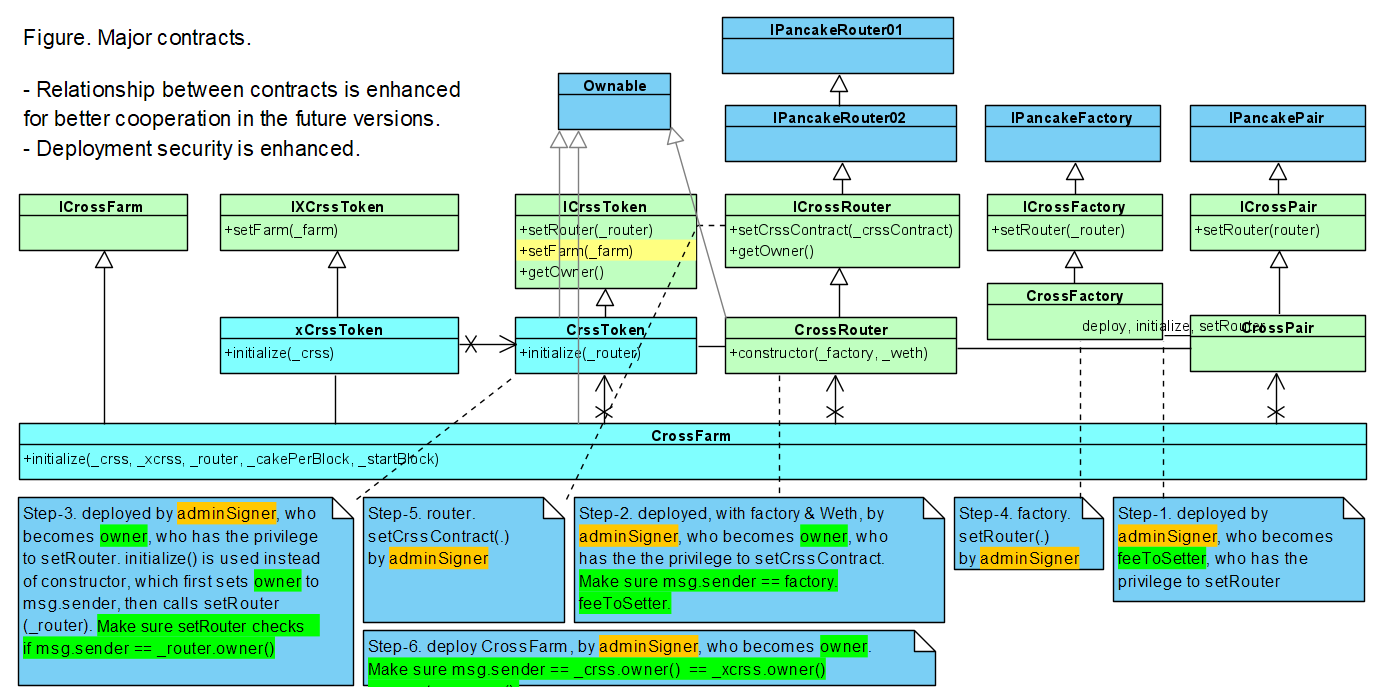 Figure. Major contracts.
- Relationship between contracts is enhanced
for better cooperation in the future versions.
- Deployment security is enhanced.
IPancakeRouter01
Ownable
IPancakeRouter02
IPancakeFactory
IPancakePair
ICrossFarm
IXCrssToken
+setFarm(_farm)
ICrssToken
+setRouter(_router)
+setFarm(_farm)
+getOwner()
ICrossRouter
+setCrssContract(_crssContract)
+getOwner()
ICrossFactory
+setRouter(_router)
ICrossPair
+setRouter(router)
xCrssToken
+initialize(_crss)
CrssToken
+initialize(_router)
CrossRouter
+constructor(_factory, _weth)
CrossFactory
deploy, initialize, setRouter
CrossPair
CrossFarm
+initialize(_crss, _xcrss, _router, _cakePerBlock, _startBlock)
Step-3. deployed by adminSigner, who
becomes owner, who has the privilege
to setRouter. initialize() is used instead
of constructor, which first sets owner to
msg.sender, then calls setRouter
(_router). Make sure setRouter checks
if msg.sender == _router.owner()
Step-5. router.
setCrssContract(.)
by adminSigner
Step-2. deployed, with factory & Weth, by
adminSigner, who becomes owner, who
has the the privilege to setCrssContract.
Make sure msg.sender == factory.
feeToSetter.
Step-4. factory.
setRouter(.)
by adminSigner
Step-1. deployed by
adminSigner, who becomes
feeToSetter, who has the
privilege to setRouter
Step-6. deploy CrossFarm, by adminSigner, who becomes owner.
Make sure msg.sender == _crss.owner() == _xcrss.owner()